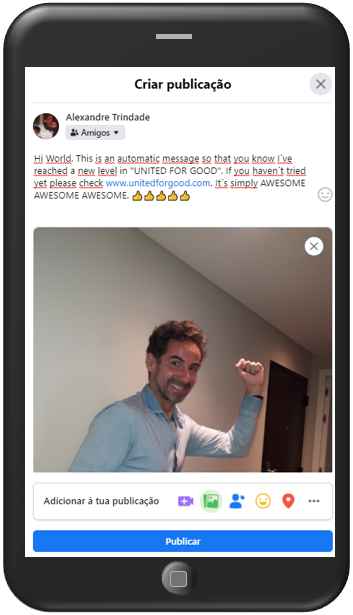 Criar publicação
Alexandre Trindade
Amigos
Hi World. This is an automatic message so that you know I´ve
reached a new level in "UNITED FOR GOOD". If you haven´t tried
yet please check www.unitedforgood.com. It´s simply AWESOME
AWESOME AWESOME. 👍👍👍👍👍
Adicionar à tua publicação
Publicar